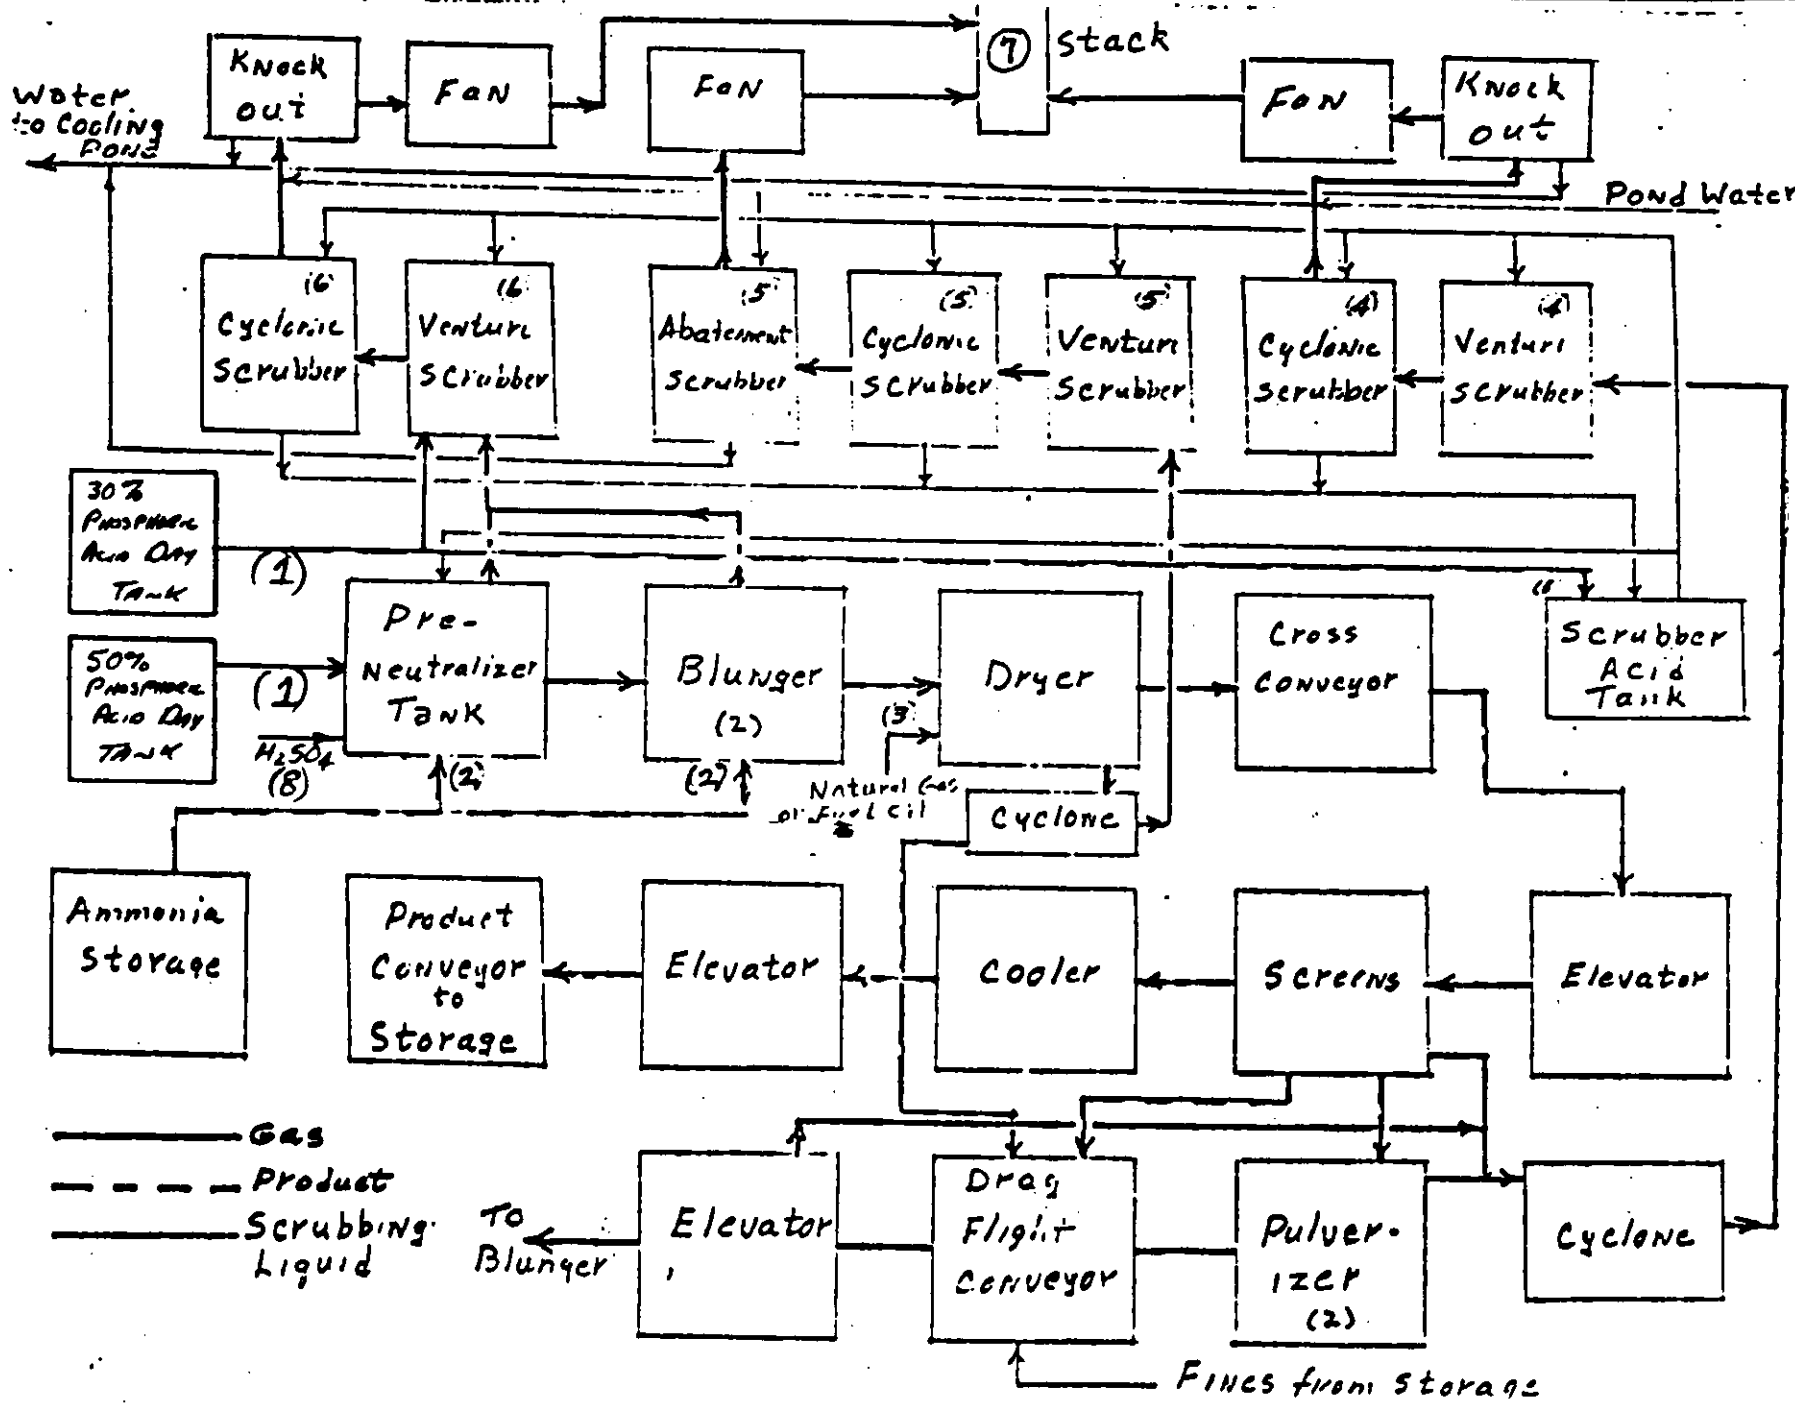 Knock
out
Fan
Fan
7
Stack
Fan
Knock
out
Water
to Cooling
Pond
Pond Water
(6)
Cyclonic
Scrubber
(6)
Venturi
Scrubber
(5)
Abatement
Scrubber
(5)
Cyclonic
Scrubber
(5)
Venturi
Scrubber
(4)
Cyclonic
Scrubber
(4)
Venturi
Scrubber
30%
Phosphoric
Acid Day
Tank
(1)
50%
Phosphoric
Acid Day
Tank
(1)
H2SO4
(8)
Pre-
Neutralizer
Tank
(2)
Blunger
(2)
(2)
(3)
Natural Gas
or Fuel Oil
Dryer
Cyclone
Cross
Conveyor
Scrubber
Acid
Tank
Ammonia
Storage
Product
Conveyor
to
Storage
Elevator
Cooler
Screens
Elevator
Gas
Product
Scrubbing
Liquid
To
Blunger
Elevator
Drag
Flight
Conveyor
Pulver-
izer
(2)
Cyclone
Fines from Storage